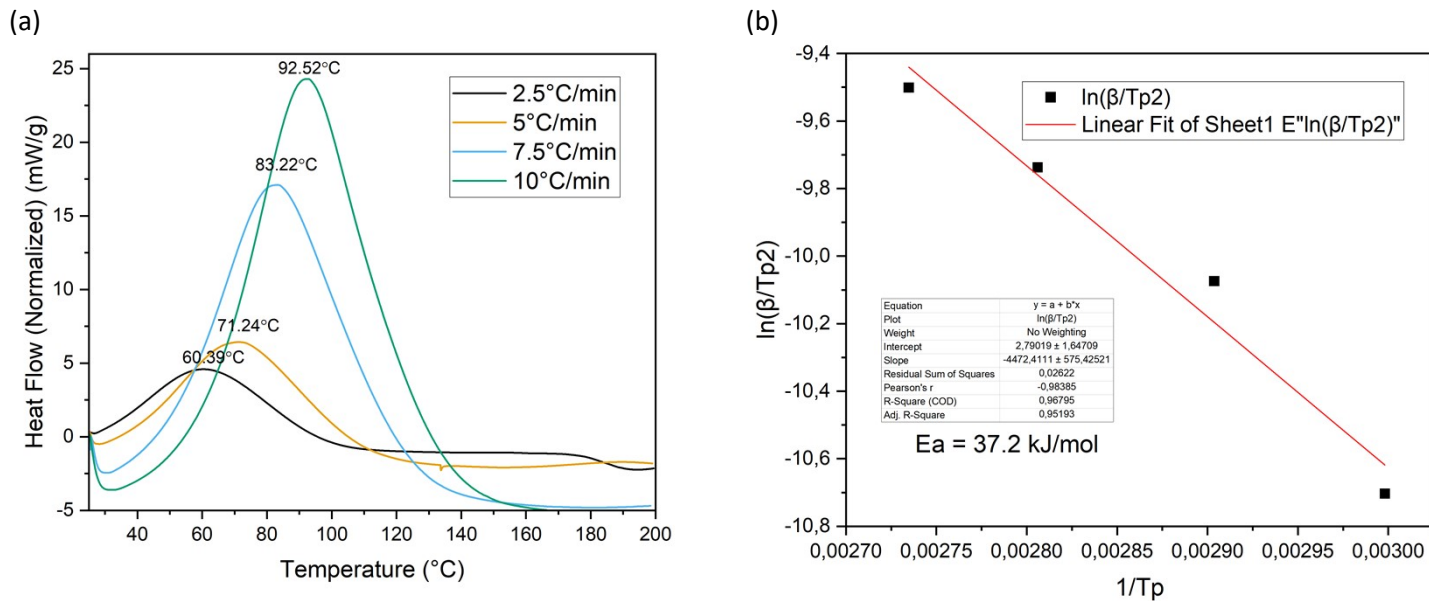 (a)
25
20
15
10
5
0
-5
Heat Flow (Normalized) (mW/g)
92.52°C
83.22°C
71.24°C
60.39°C
2.5°C/min
5°C/min
7.5°C/min
10°C/min
40 60 80 100 120 140 160 180 200
Temperature (°C)
(b)
-9,4
-9,6
-9,8
-10,0
-10,2
-10,4
-10,6
-10,8
ln(β/Tp2)
ln(β/Tp2)
Linear Fit of Sheet1 E"ln(β/Tp2)"
Equation y = a + b*x
Plot ln(β/Tp2)
Weight No Weighting
Intercept 2,79019 ± 1,64709
Slope -4472,4111 ± 575,42521
Residual Sum of Squares 0,02622
Pearson's r -0,98385
R-Square (COD) 0,96795
Adj. R-Square 0,95193
Ea = 37.2 kJ/mol
0,00270 0,00275 0,00280 0,00285 0,00290 0,00295 0,00300
1/Tp